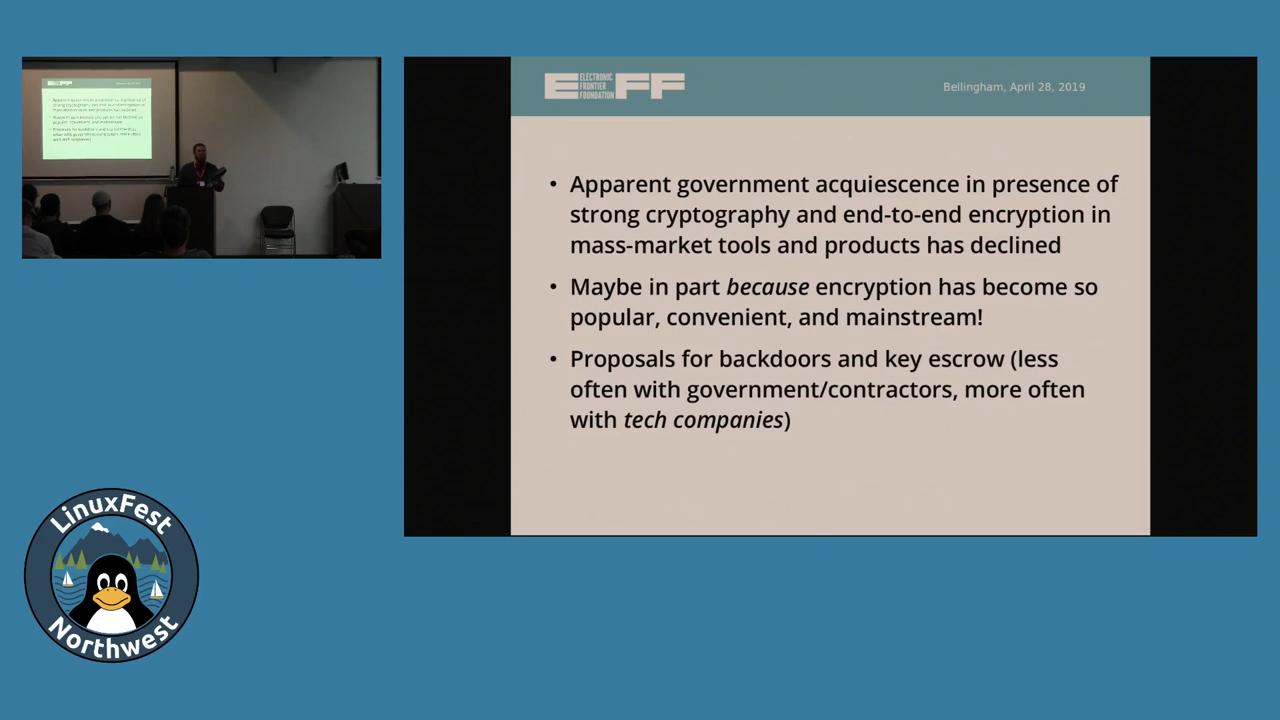 ELECTRONIC
FRONTIER
FOUNDATION
EFF
Bellingham, April 28, 2019
• Apparent government acquiescence in presence of
strong cryptography and end-to-end encryption in
mass-market tools and products has declined
• Maybe in part because encryption has become so
popular, convenient, and mainstream!
• Proposals for backdoors and key escrow (less
often with government/contractors, more often
with tech companies)
LinuxFest
Northwest